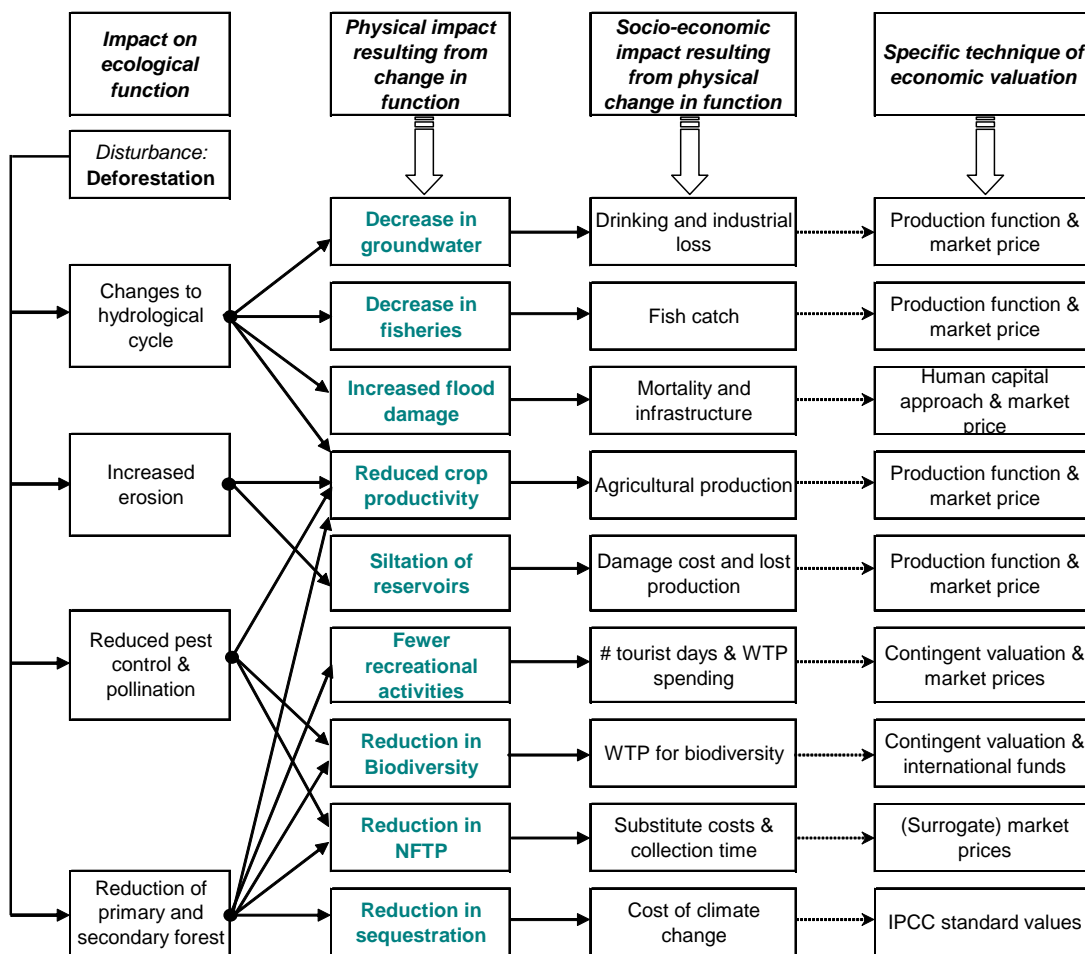 Impact on
ecological
function
Physical impact
resulting from
change in
function
Socio-economic
impact resulting
from physical
change in function
Specific technique of
economic valuation
Disturbance:
Deforestation
Decrease in
groundwater
Drinking and industrial
loss
Production function &
market price
Changes to
hydrological
cycle
Decrease in
fisheries
Fish catch
Production function &
market price
Increased flood
damage
Mortality and
infrastructure
Human capital
approach & market
price
Increased
erosion
Reduced crop
productivity
Agricultural production
Production function &
market price
Siltation of
reservoirs
Damage cost and lost
production
Production function &
market price
Reduced pest
control &
pollination
Fewer
recreational
activities
# tourist days & WTP
spending
Contingent valuation &
market prices
Reduction in
Biodiversity
WTP for biodiversity
Contingent valuation &
international funds
Reduction in
NFTP
Substitute costs &
collection time
(Surrogate) market
prices
Reduction of
primary and
secondary forest
Reduction in
sequestration
Cost of climate
change
IPCC standard values